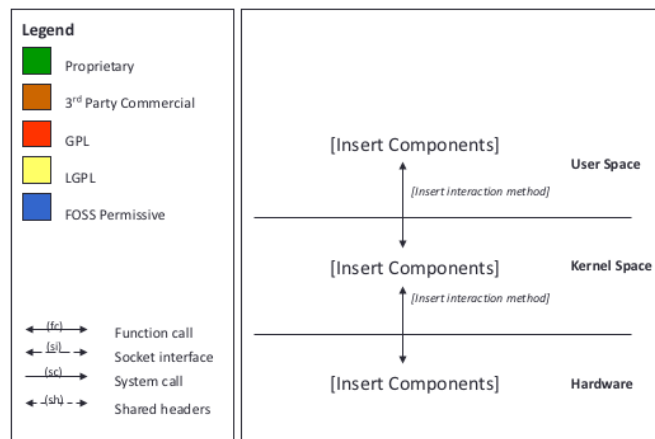 Legend
Proprietary
3rd Party Commercial
GPL
LGPL
FOSS Permissive
(fc) Function call
(si) Socket interface
(sc) System call
(sh) Shared headers
[Insert Components]
User Space
[Insert interaction method]
[Insert Components]
Kernel Space
[Insert interaction method]
[Insert Components]
Hardware